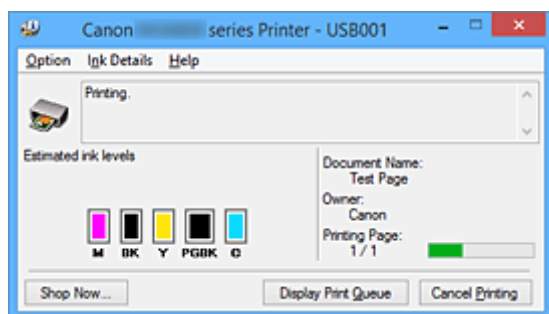 Canon series Printer - USB001
Option Ink Details Help
Printing.
Estimated ink levels
Document Name:
Test Page
Owner:
Canon
Printing Page:
1 / 1
M BK Y PGBK C
Shop Now... Display Print Queue Cancel Printing